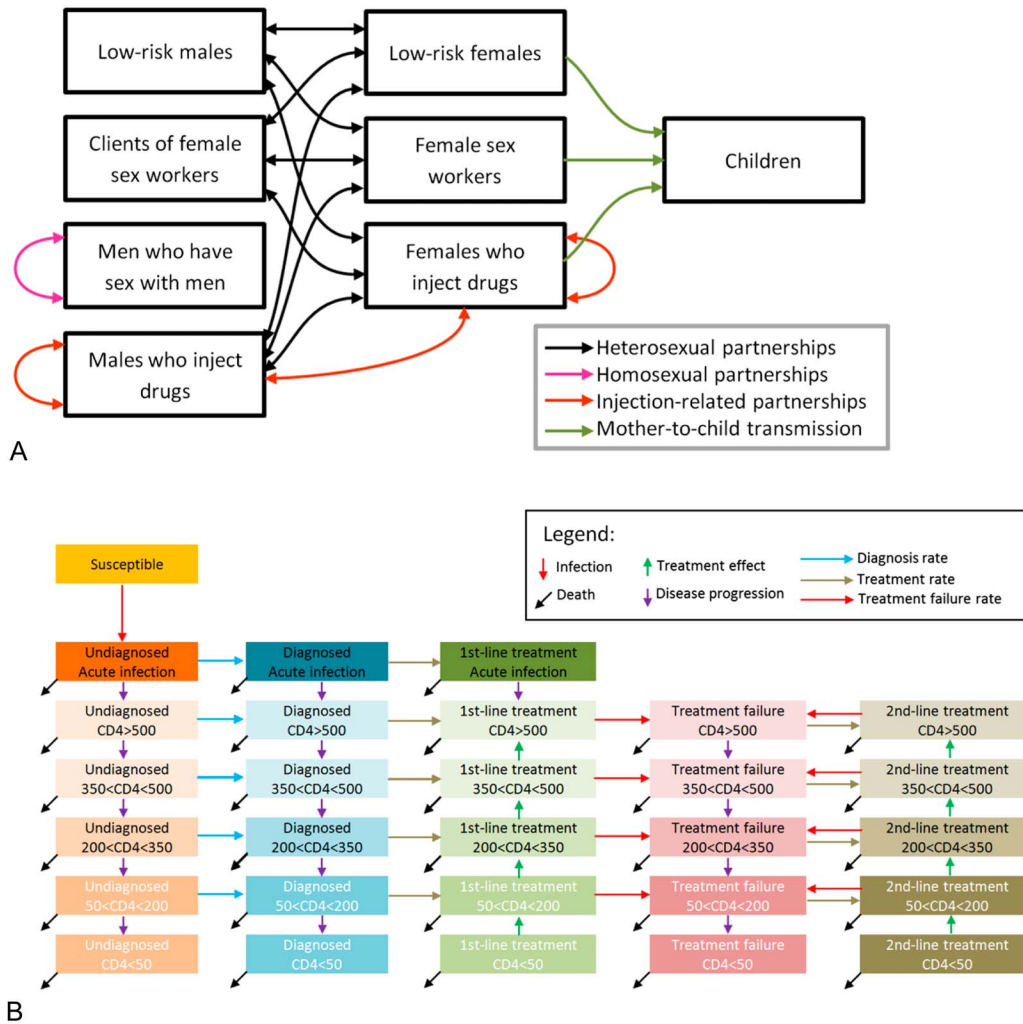 Low-risk males
Low-risk females
Clients of female
sex workers
Female sex
workers
Children
Men who have
sex with men
Females who
inject drugs
Males who inject
drugs
Heterosexual partnerships
Homosexual partnerships
Injection-related partnerships
Mother-to-child transmission
A
Legend:
Infection
Treatment effect
Diagnosis rate
Death
Disease progression
Treatment rate
Treatment failure rate
Susceptible
Undiagnosed
Acute infection
Diagnosed
Acute infection
1st-line treatment
Acute infection
Undiagnosed
CD4>500
Diagnosed
CD4>500
1st-line treatment
CD4>500
Treatment failure
CD4>500
2nd-line treatment
CD4>500
Undiagnosed
350<CD4<500
Diagnosed
350<CD4<500
1st-line treatment
350<CD4<500
Treatment failure
350<CD4<500
2nd-line treatment
350<CD4<500
Undiagnosed
200<CD4<350
Diagnosed
200<CD4<350
1st-line treatment
200<CD4<350
Treatment failure
200<CD4<350
2nd-line treatment
200<CD4<350
Undiagnosed
50<CD4<200
Diagnosed
50<CD4<200
1st-line treatment
50<CD4<200
Treatment failure
50<CD4<200
2nd-line treatment
50<CD4<200
Undiagnosed
CD4<50
Diagnosed
CD4<50
1st-line treatment
CD4<50
Treatment failure
CD4<50
2nd-line treatment
CD4<50
B